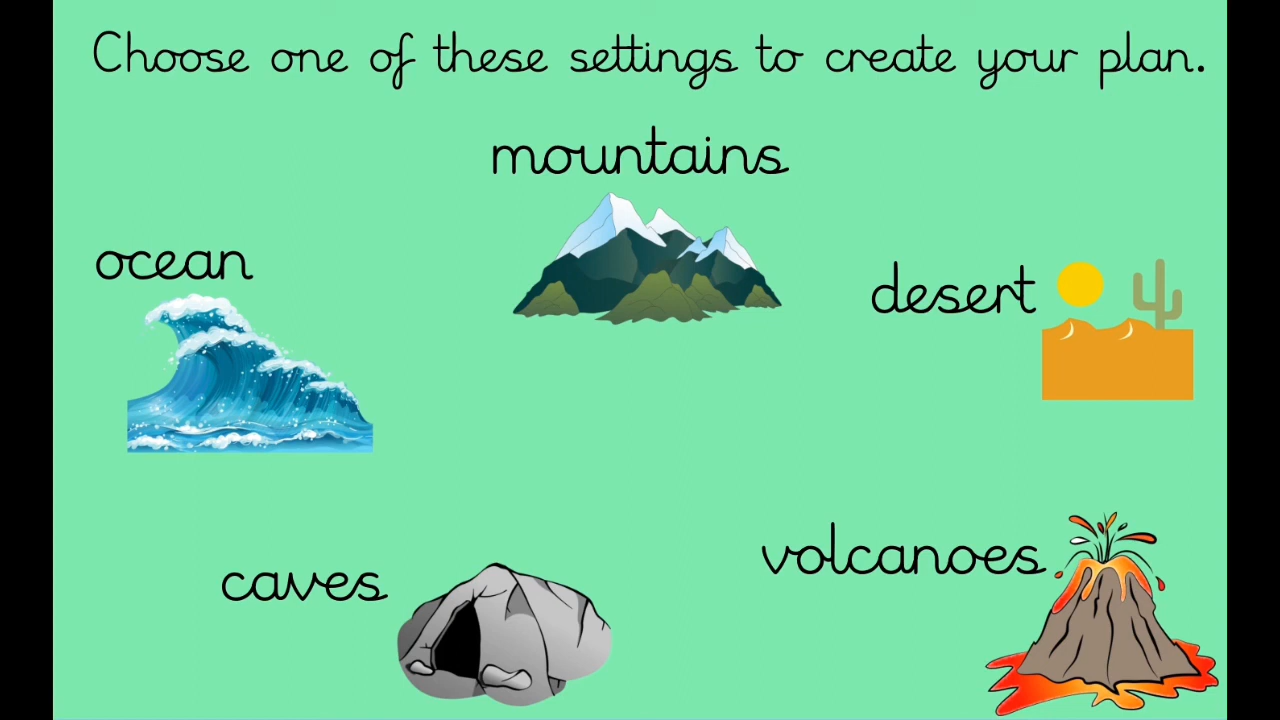 Choose one of these settings to create your plan.
mountains
ocean
desert
caves
volcanoes